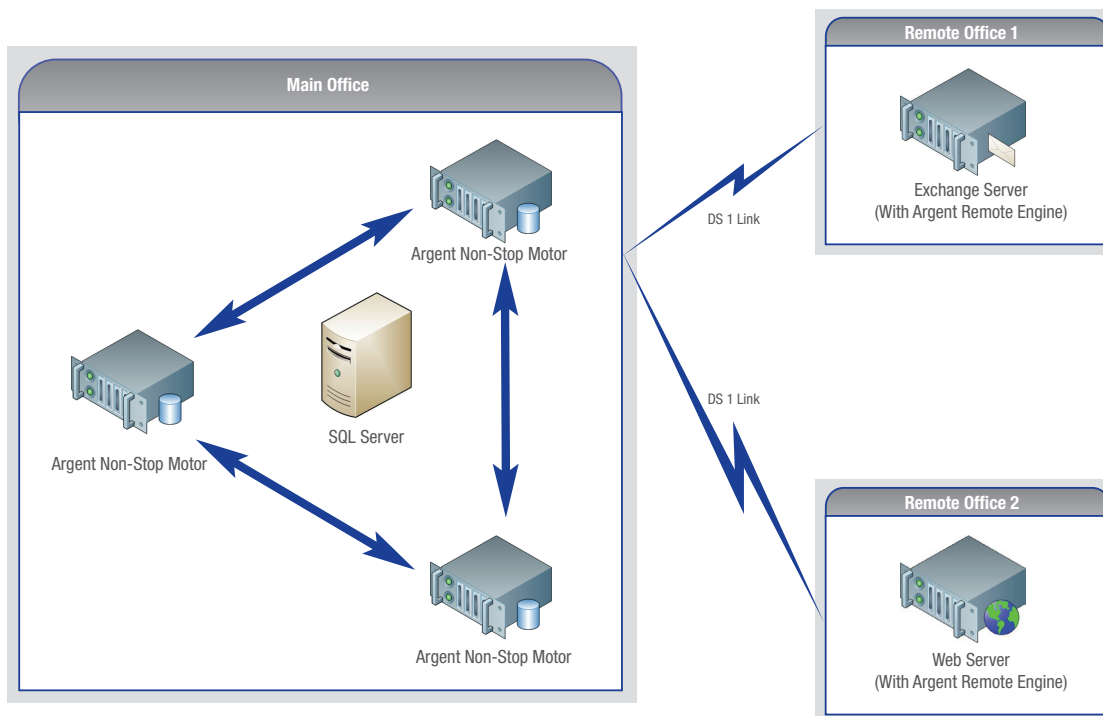 Main Office
Argent Non-Stop Motor
SQL Server
Argent Non-Stop Motor
Argent Non-Stop Motor
DS 1 Link
DS 1 Link
Remote Office 1
Exchange Server
(With Argent Remote Engine)
Remote Office 2
Web Server
(With Argent Remote Engine)